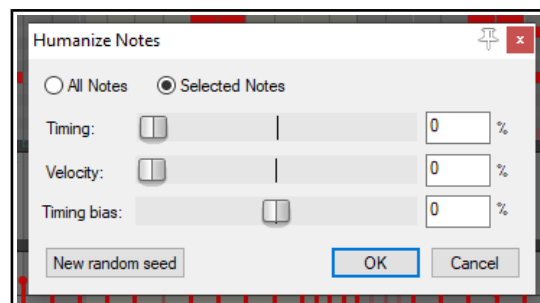 Humanize Notes
All Notes Selected Notes
Timing: 0 %
Velocity: 0 %
Timing bias: 0 %
New random seed OK Cancel